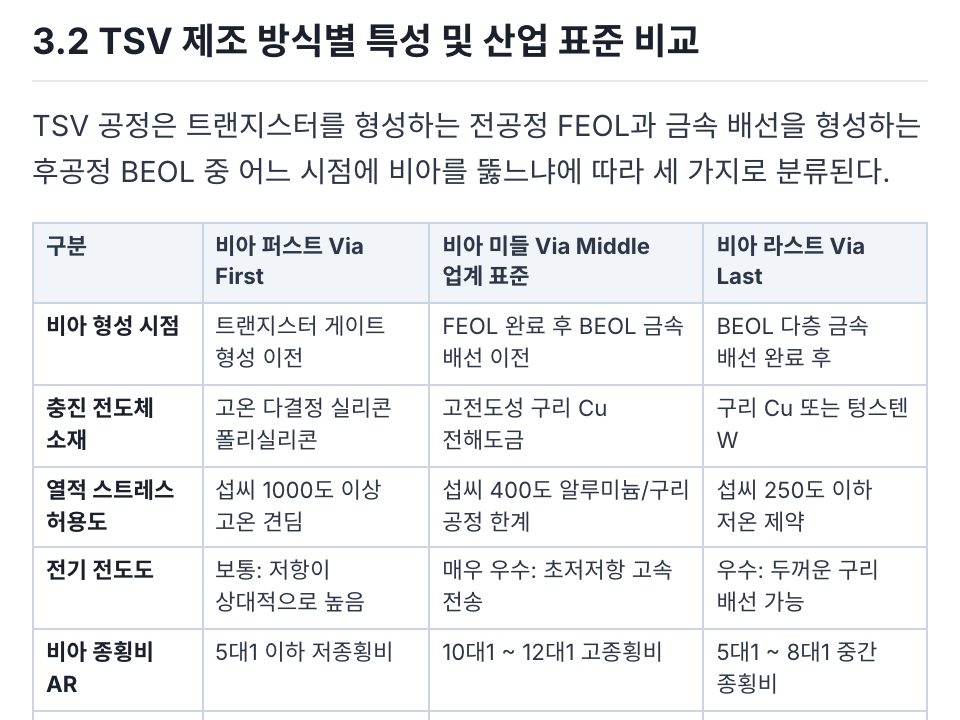 3.2 TSV 제조 방식별 특성 및 산업 표준 비교
TSV 공정은 트랜지스터를 형성하는 전공정 FEOL과 금속 배선을 형성하는
후공정 BEOL 중 어느 시점에 비아를 뚫느냐에 따라 세 가지로 분류된다.
구분
비아 퍼스트 Via
First
비아 미들 Via Middle
업계 표준
비아 라스트 Via
Last
비아 형성 시점
트랜지스터 게이트
형성 이전
FEOL 완료 후 BEOL 금속
배선 이전
BEOL 다층 금속
배선 완료 후
충진 전도체
소재
고온 다결정 실리콘
폴리실리콘
고전도성 구리 Cu
전해도금
구리 Cu 또는 텅스텐
W
열적 스트레스
허용도
섭씨 1000도 이상
고온 견딤
섭씨 400도 알루미늄/구리
공정 한계
섭씨 250도 이하
저온 제약
전기 전도도
보통: 저항이
상대적으로 높음
매우 우수: 초저저항 고속
전송
우수: 두꺼운 구리
배선 가능
비아 종횡비
AR
5대1 이하 저종횡비
10대1 ~ 12대1 고종횡비
5대1 ~ 8대1 중간
종횡비